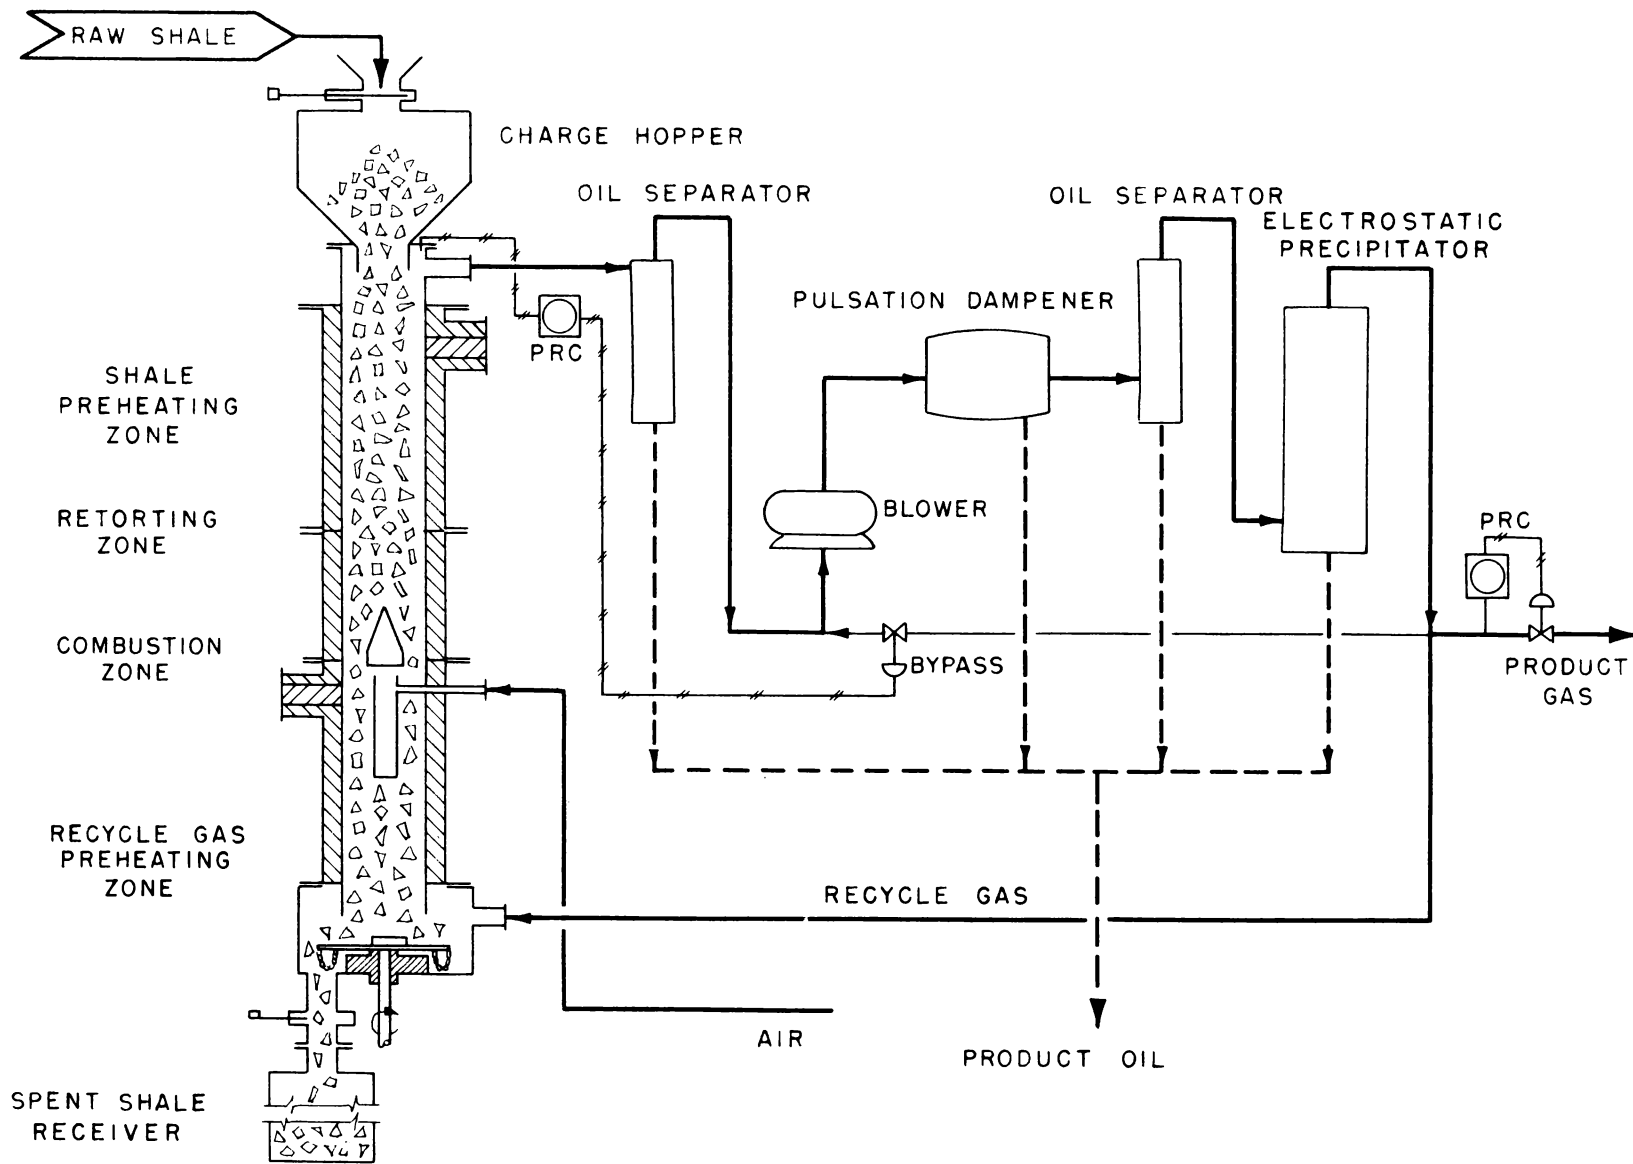 RAW SHALE
CHARGE HOPPER
OIL SEPARATOR
OIL SEPARATOR
ELECTROSTATIC
PRECIPITATOR
PULSATION DAMPENER
PRC
SHALE
PREHEATING
ZONE
BLOWER
RETORTING
ZONE
PRC
COMBUSTION
ZONE
BYPASS
PRODUCT
GAS
RECYCLE GAS
PREHEATING
ZONE
RECYCLE GAS
AIR
PRODUCT OIL
SPENT SHALE
RECEIVER